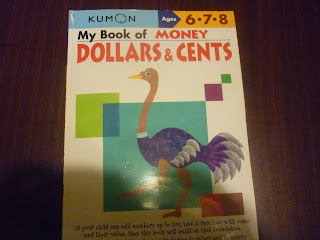 KUMON
Ages 6•7•8
My Book of MONEY
DOLLARS & CENTS
If your child can add numbers up to 100, and is familiar with coins
and their value, then this book will build on that foundation.